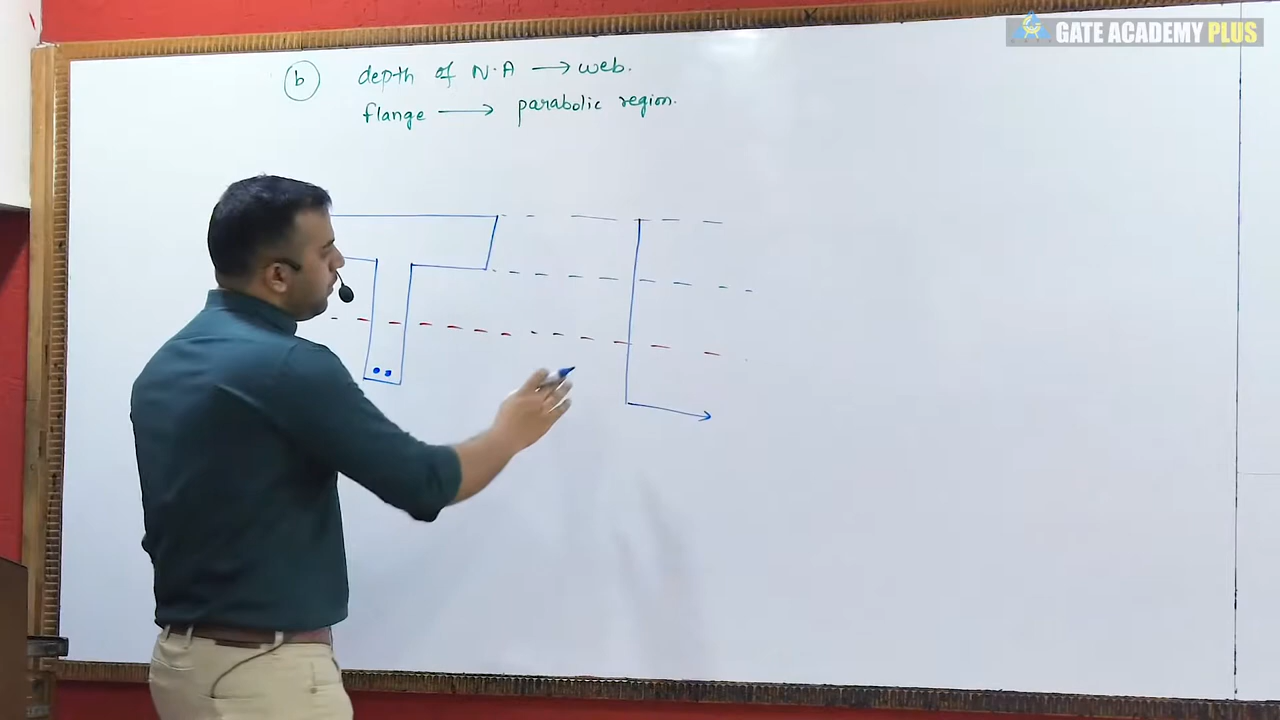 GATE ACADEMY PLUS
b depth of N.A → web.
flange → parabolic region.